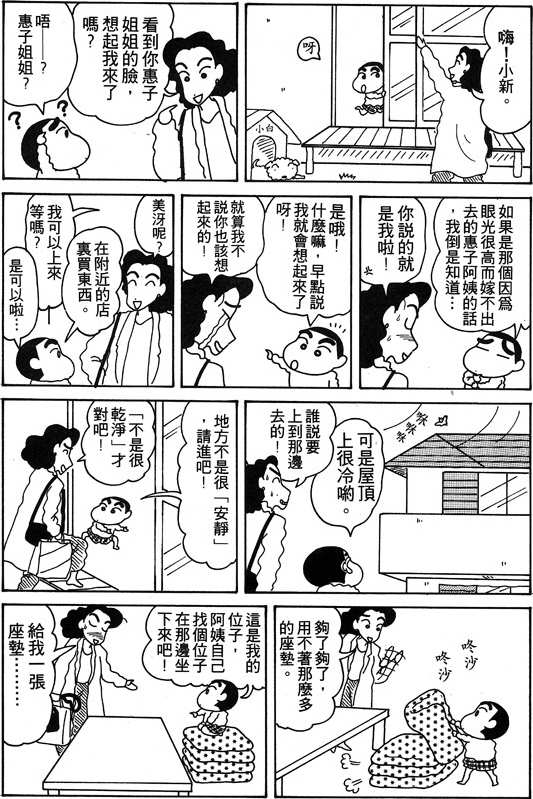 嗨！小新。
呀
小白
看到你惠子
姐姐的臉，
想起我來了
嗎？
唔——？
惠子姐姐？
？
？
如果是那個因為
眼光很高而嫁不出
去的惠子阿姨的話
，我倒是知道…
你說的就
是我啦！
是哦！
什麼嘛，早點說
我就會想起來了
呀！
就算我不
說你也該想
起來的！
美伢呢？
在附近的店
裏買東西。
我可以上來
等嗎？
是可以啦…
咻
咻
咻
可是屋頂
上很冷喲。
誰說要
上到那邊
去的！
地方不是很「安靜」
，請進吧！
「不是很
乾淨」才
對吧！
咚沙
咚沙
夠了夠了，
用不著那麼多
的座墊。
這是我的
位子，
阿姨自己
找個位子
在那邊坐
下來吧！
給我一張
座墊………